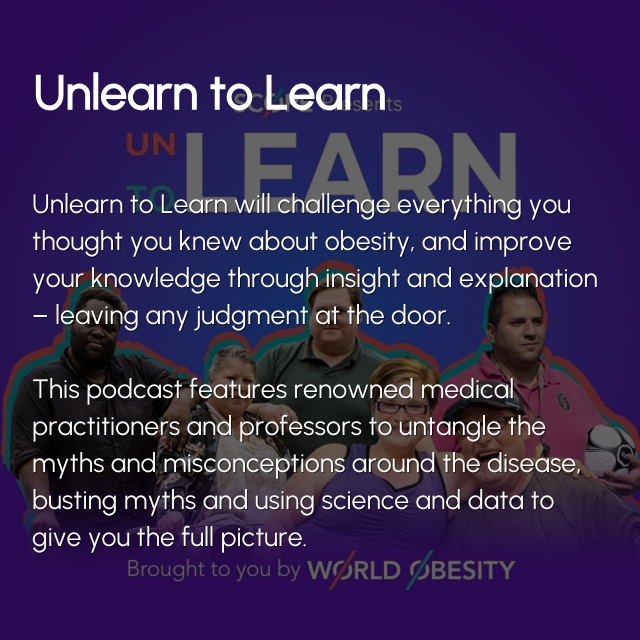 Unlearn to Learn
SCOPE Presents
UN
LEARN
TO
Unlearn to Learn will challenge everything you
thought you knew about obesity, and improve
your knowledge through insight and explanation
– leaving any judgment at the door.
This podcast features renowned medical
practitioners and professors to untangle the
myths and misconceptions around the disease,
busting myths and using science and data to
give you the full picture.
Brought to you by WORLD OBESITY